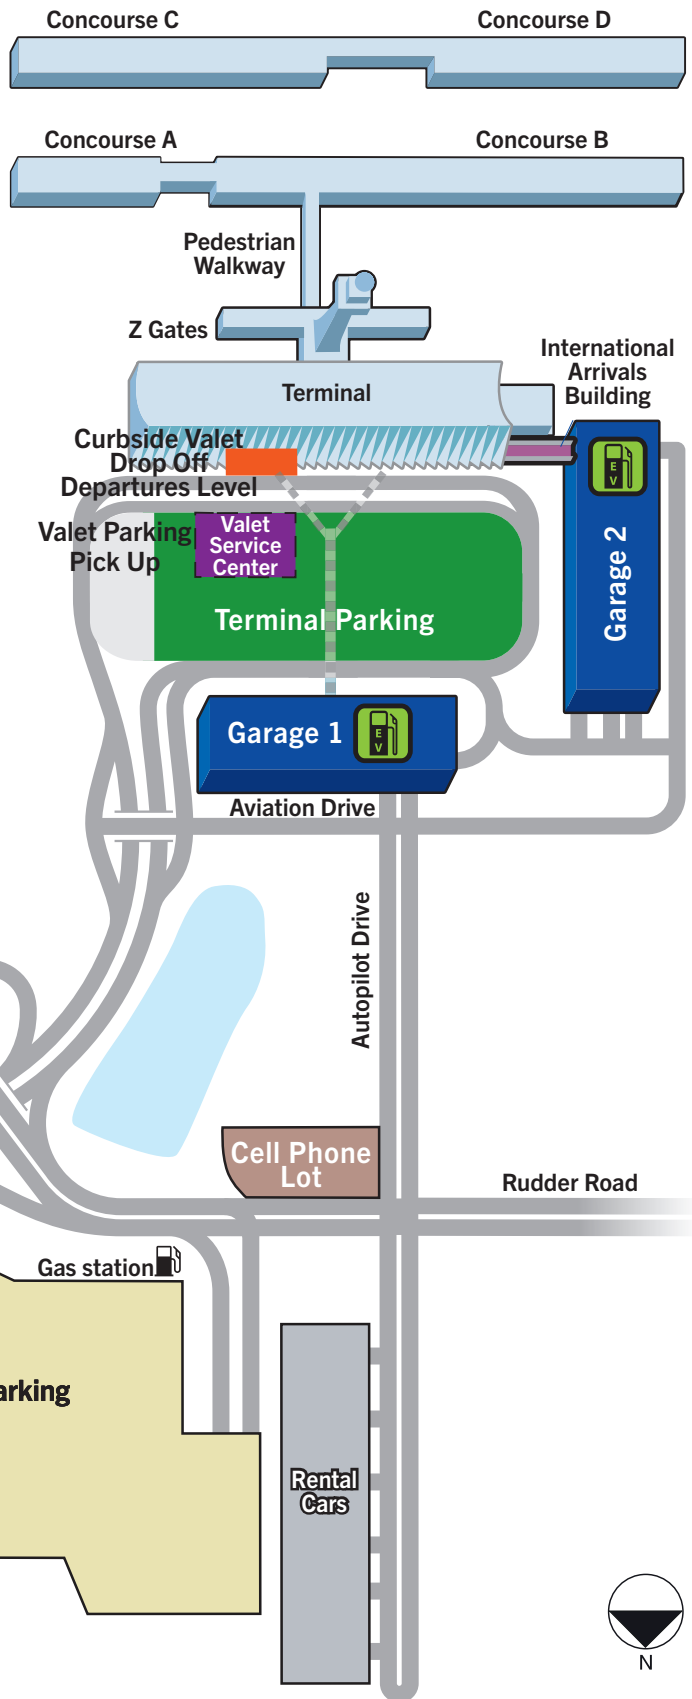 Concourse C
Concourse D
Concourse A
Concourse B
Pedestrian
Walkway
Z Gates
International
Arrivals
Building
Terminal
Curbside Valet
Drop Off
Departures Level
E
V
Valet Parking
Pick Up
Valet
Service
Center
Garage 2
Terminal Parking
Garage 1
E
V
Aviation Drive
Autopilot Drive
Cell Phone
Lot
Rudder Road
Gas station
arking
Rental
Cars
N